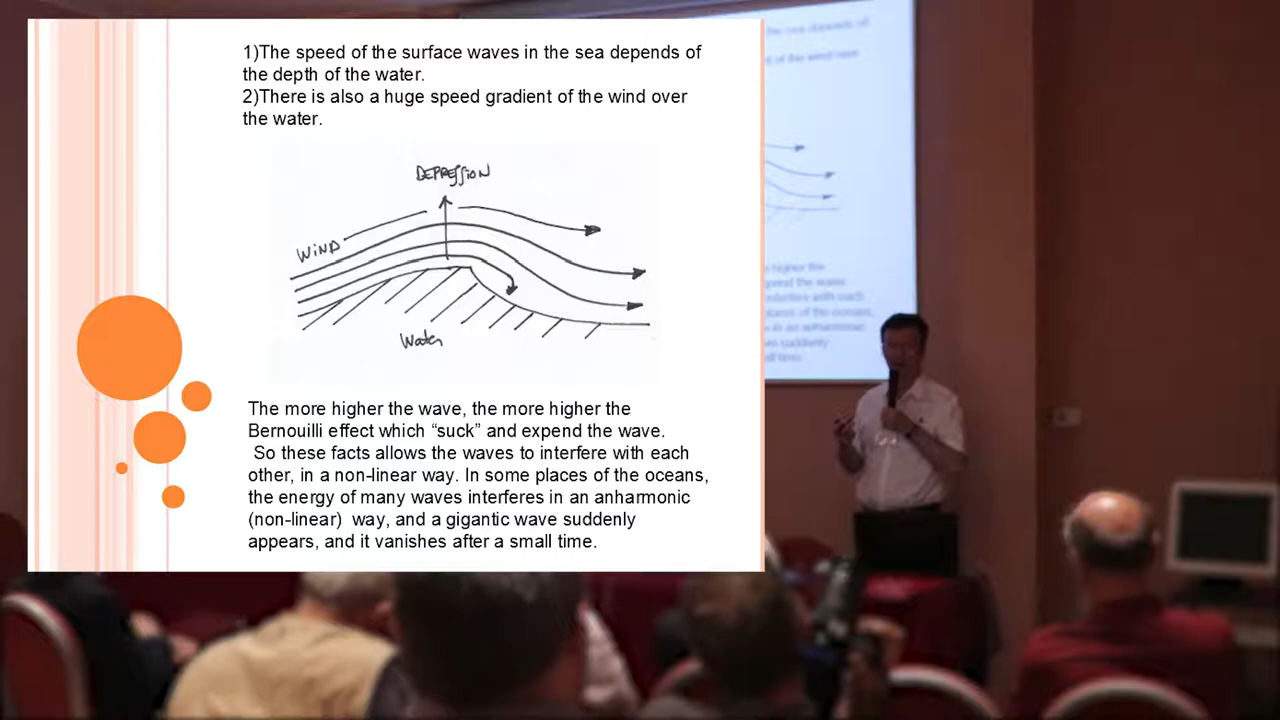 1)The speed of the surface waves in the sea depends of
the depth of the water.
2)There is also a huge speed gradient of the wind over
the water.
DEPRESSION
WIND
Water
The more higher the wave, the more higher the
Bernouilli effect which “suck” and expend the wave.
So these facts allows the waves to interfere with each
other, in a non-linear way. In some places of the oceans,
the energy of many waves interferes in an anharmonic
(non-linear) way, and a gigantic wave suddenly
appears, and it vanishes after a small time.